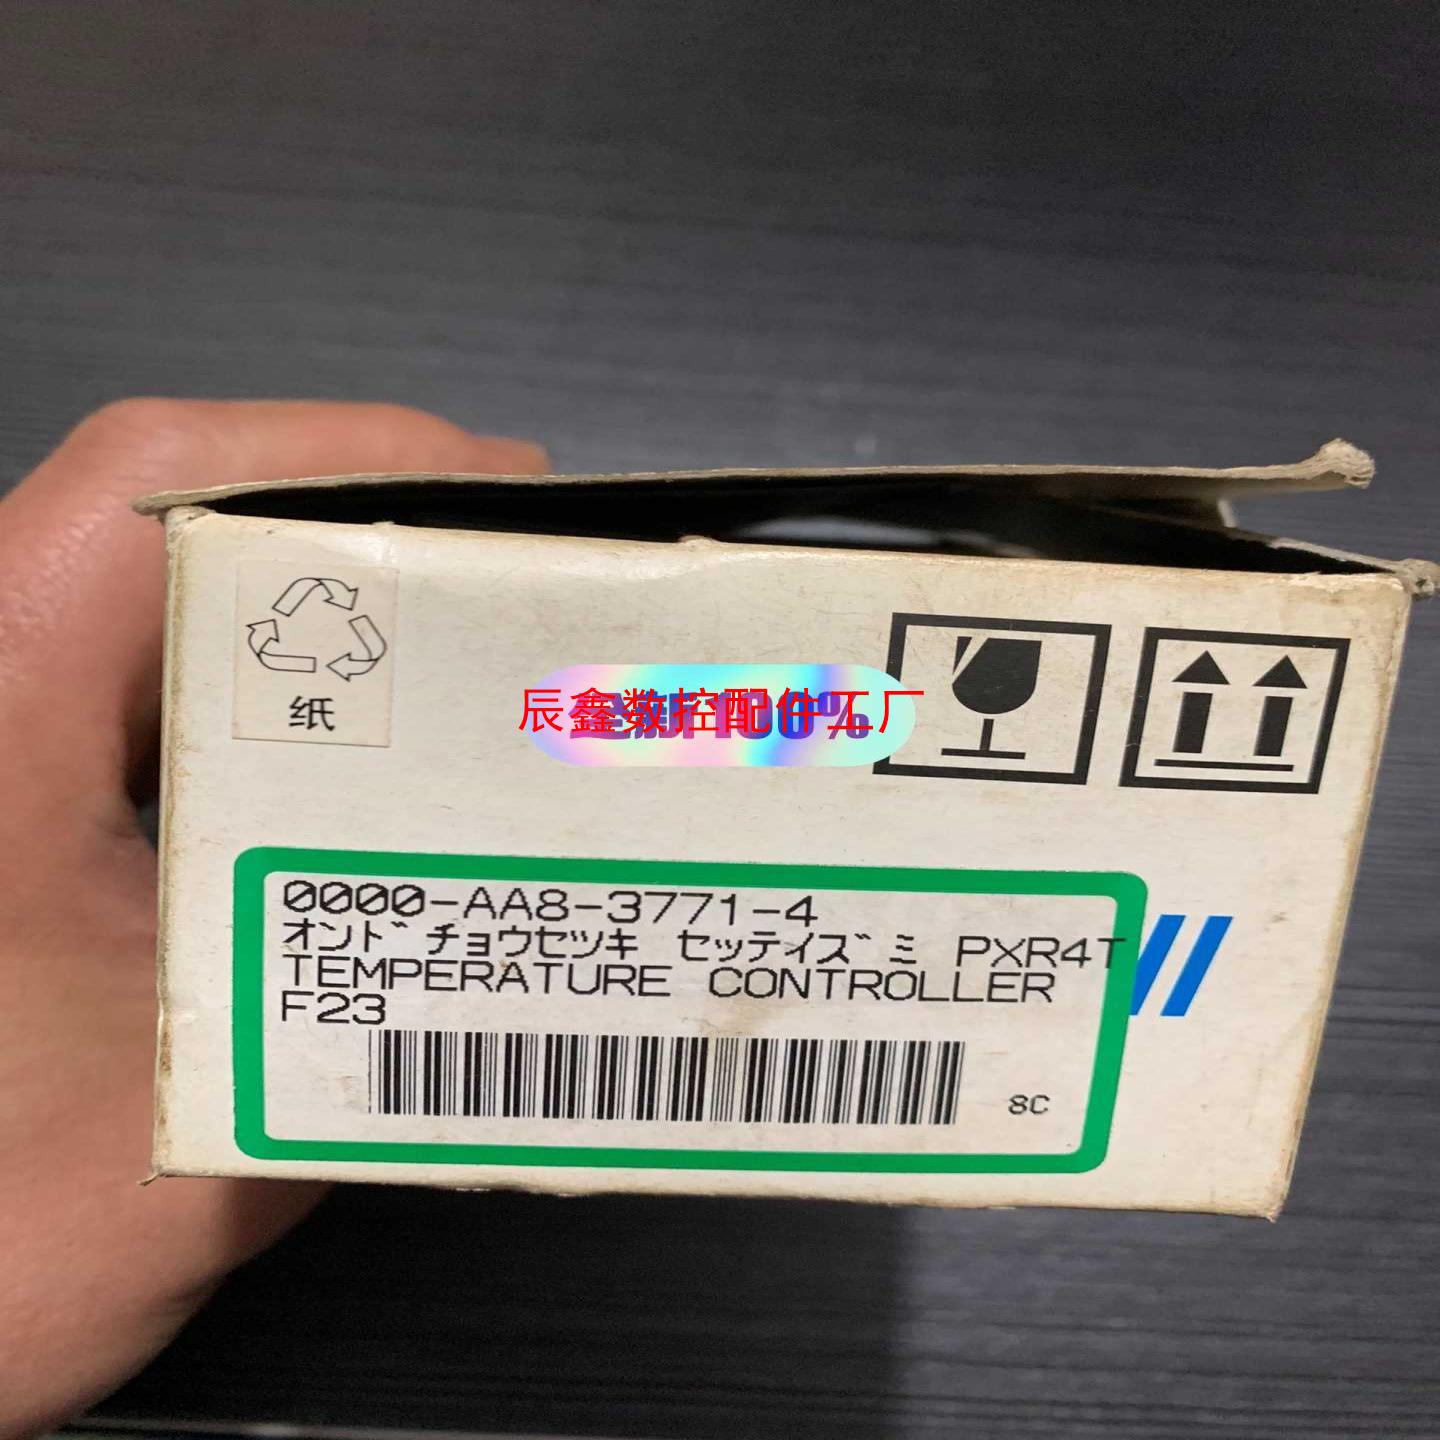 纸
辰鑫数控配件工厂
100%
0000-AA8-3771-4
オンド゛チョウセツキ セッテイズ゛ミ PXR4T
TEMPERATURE CONTROLLER
F23
8C